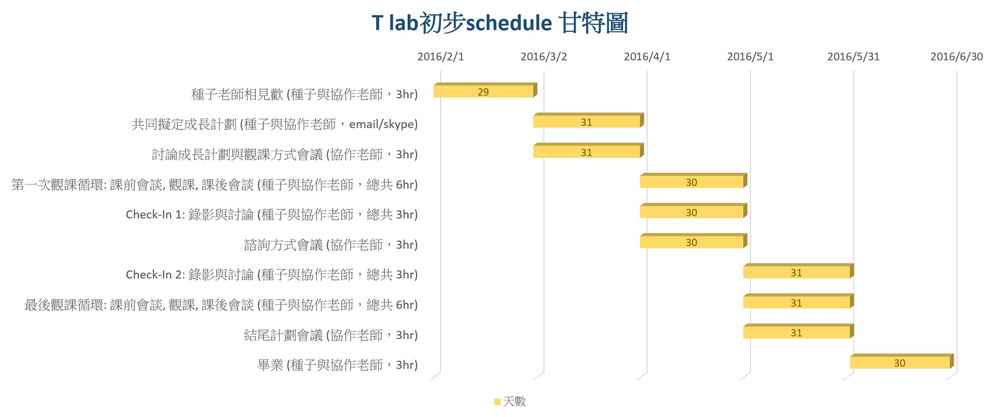 T lab初步schedule 甘特圖
2016/2/1 2016/3/2 2016/4/1 2016/5/1 2016/5/31 2016/6/30
種子老師相見歡 (種子與協作老師，3hr) 29
共同擬定成長計劃 (種子與協作老師，email/skype) 31
討論成長計劃與觀課方式會議 (協作老師，3hr) 31
第一次觀課循環: 課前會談, 觀課, 課後會談 (種子與協作老師，總共 6hr) 30
Check-In 1: 錄影與討論 (種子與協作老師，總共 3hr) 30
諮詢方式會議 (協作老師，3hr) 30
Check-In 2: 錄影與討論 (種子與協作老師，總共 3hr) 31
最後觀課循環: 課前會談, 觀課, 課後會談 (種子與協作老師，總共 6hr) 31
結尾計劃會議 (協作老師，3hr) 31
畢業 (種子與協作老師，3hr) 30
天數